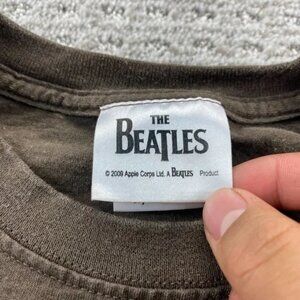 THE
BEATLES
© 2009 Apple Corps Ltd. A BEATLES Product